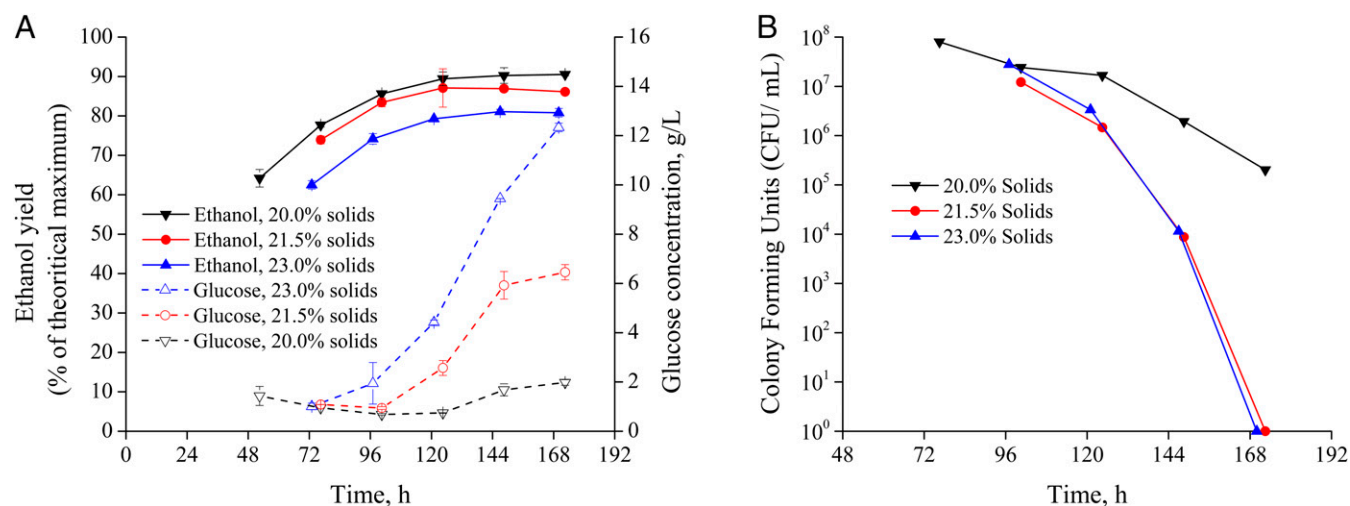 A
Ethanol yield
(% of theoritical maximum)
100
90
80
70
60
50
40
30
20
10
0
Ethanol, 20.0% solids
Ethanol, 21.5% solids
Ethanol, 23.0% solids
Glucose, 23.0% solids
Glucose, 21.5% solids
Glucose, 20.0% solids
16
14
12
10
8
6
4
2
0
Glucose concentration, g/L
0 24 48 72 96 120 144 168 192
Time, h
B
Colony Forming Units (CFU/ mL)
10⁸
10⁷
10⁶
10⁵
10⁴
10³
10²
10¹
10⁰
20.0% Solids
21.5% Solids
23.0% Solids
48 72 96 120 144 168 192
Time, h